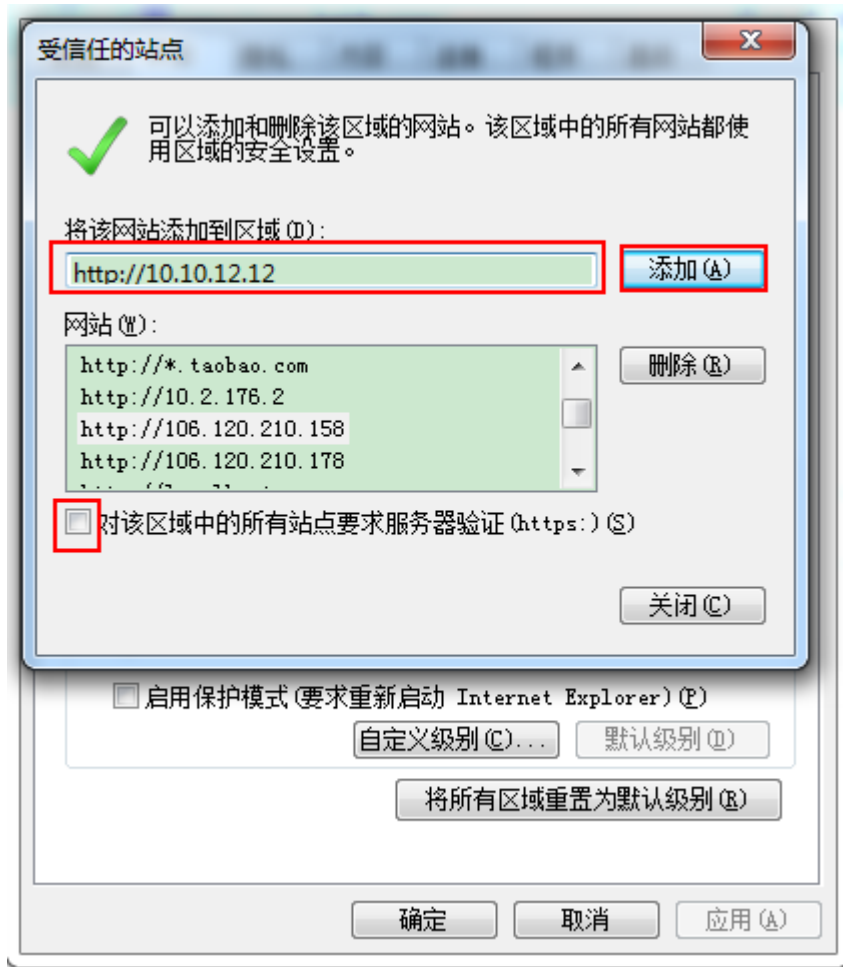 受信任的站点
可以添加和删除该区域的网站。该区域中的所有网站都使
用区域的安全设置。
将该网站添加到区域(D):
http://10.10.12.12
添加(A)
网站(W):
http://*.taobao.com
http://10.2.176.2
http://106.120.210.158
http://106.120.210.178
删除(R)
对该区域中的所有站点要求服务器验证(https:)(S)
关闭(C)
启用保护模式(要求重新启动 Internet Explorer)(P)
自定义级别(C)...
默认级别(D)
将所有区域重置为默认级别(R)
确定
取消
应用(A)